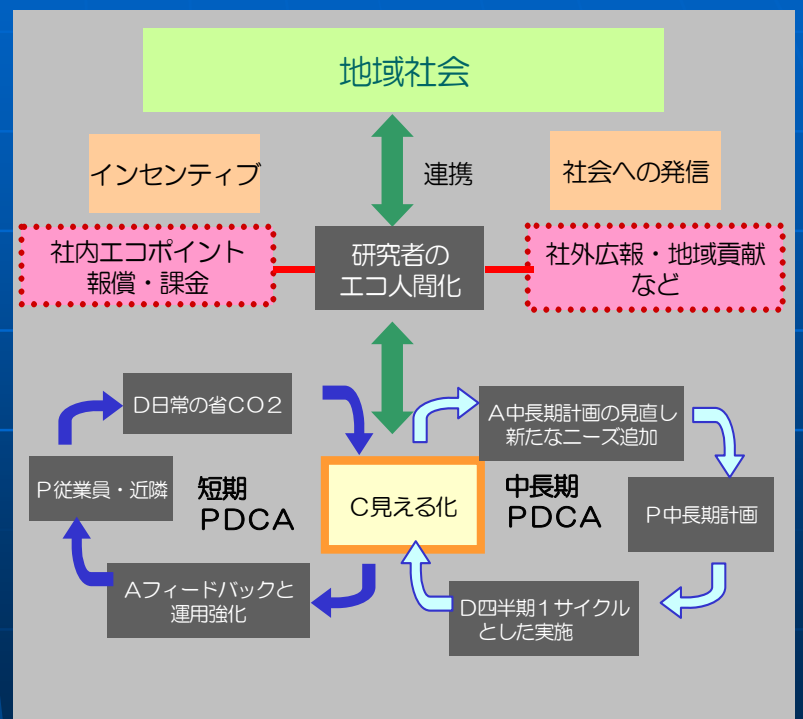 地域社会
インセンティブ
連携
社会への発信
社内エコポイント
報償・課金
研究者の
エコ人間化
社外広報・地域貢献
など
D日常の省CO2
A中長期計画の見直し
新たなニーズ追加
P従業員・近隣
短期
PDCA
C見える化
中長期
PDCA
P中長期計画
Aフィードバックと
運用強化
D四半期1サイクル
とした実施